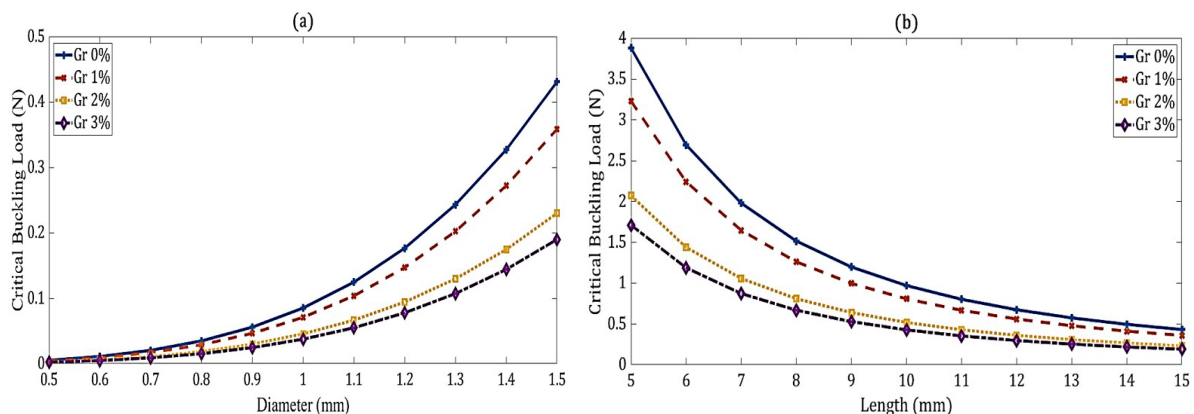 (a)
0.5
0.4
0.3
0.2
0.1
0
Critical Buckling Load (N)
Gr 0%
Gr 1%
Gr 2%
Gr 3%
0.5 0.6 0.7 0.8 0.9 1 1.1 1.2 1.3 1.4 1.5
Diameter (mm)
(b)
4
3.5
3
2.5
2
1.5
1
0.5
0
Critical Buckling Load (N)
Gr 0%
Gr 1%
Gr 2%
Gr 3%
5 6 7 8 9 10 11 12 13 14 15
Length (mm)